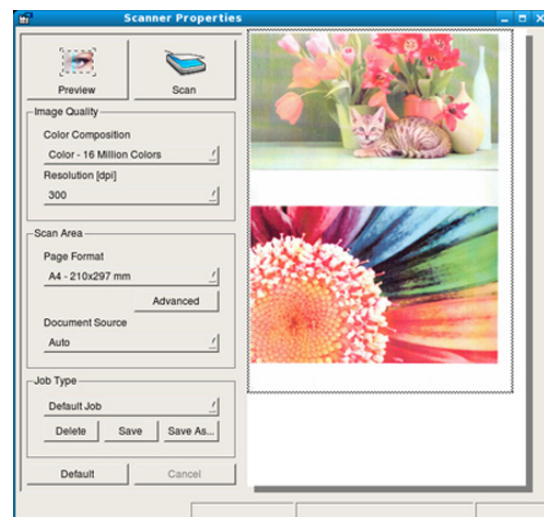 Scanner Properties
Preview
Scan
Image Quality
Color Composition
Color - 16 Million Colors
Resolution [dpi]
300
Scan Area
Page Format
A4 - 210x297 mm
Advanced
Document Source
Auto
Job Type
Default Job
Delete
Save
Save As...
Default
Cancel